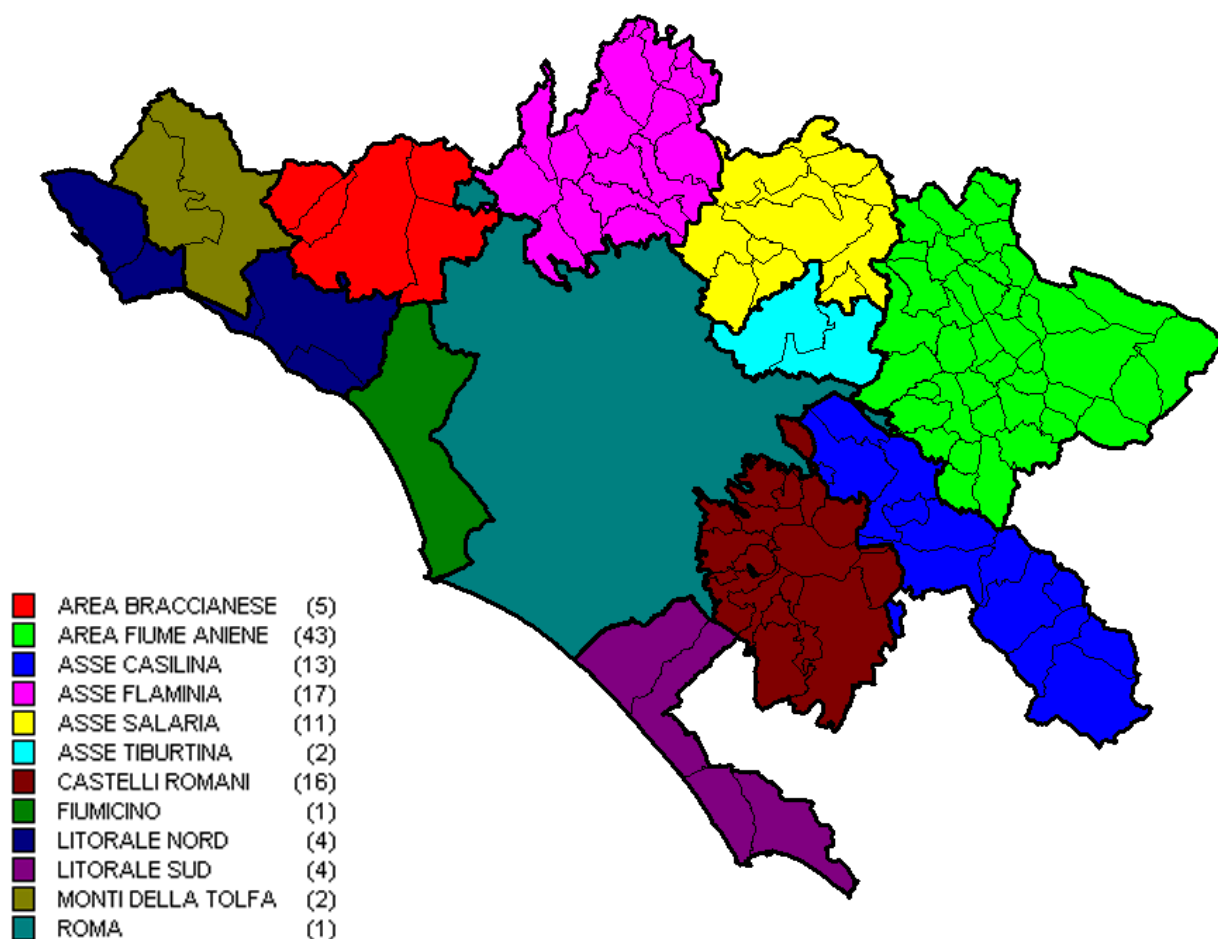 AREA BRACCIANESE (5)
AREA FIUME ANIENE (43)
ASSE CASILINA (13)
ASSE FLAMINIA (17)
ASSE SALARIA (11)
ASSE TIBURTINA (2)
CASTELLI ROMANI (16)
FIUMICINO (1)
LITORALE NORD (4)
LITORALE SUD (4)
MONTI DELLA TOLFA (2)
ROMA (1)